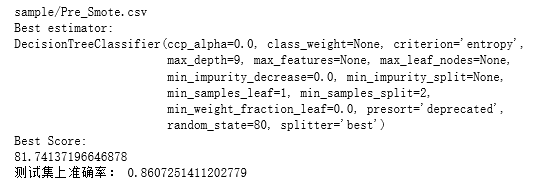 sample/Pre_Smote.csv
Best estimator:
DecisionTreeClassifier(ccp_alpha=0.0, class_weight=None, criterion='entropy',
max_depth=9, max_features=None, max_leaf_nodes=None,
min_impurity_decrease=0.0, min_impurity_split=None,
min_samples_leaf=1, min_samples_split=2,
min_weight_fraction_leaf=0.0, presort='deprecated',
random_state=80, splitter='best')
Best Score:
81.74137196646878
测试集上准确率: 0.8607251411202779